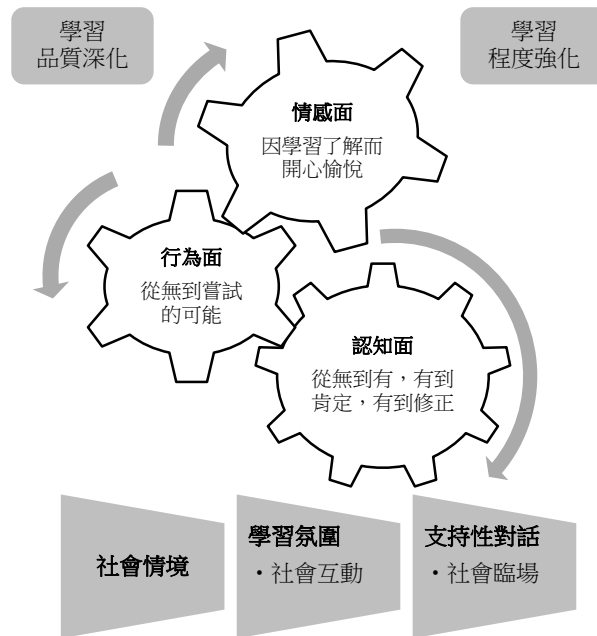 學習
品質深化
學習
程度強化
情感面
因學習了解而
開心愉悅
行為面
從無到嘗試
的可能
認知面
從無到有，有到
肯定，有到修正
社會情境
學習氛圍
・社會互動
支持性對話
・社會臨場